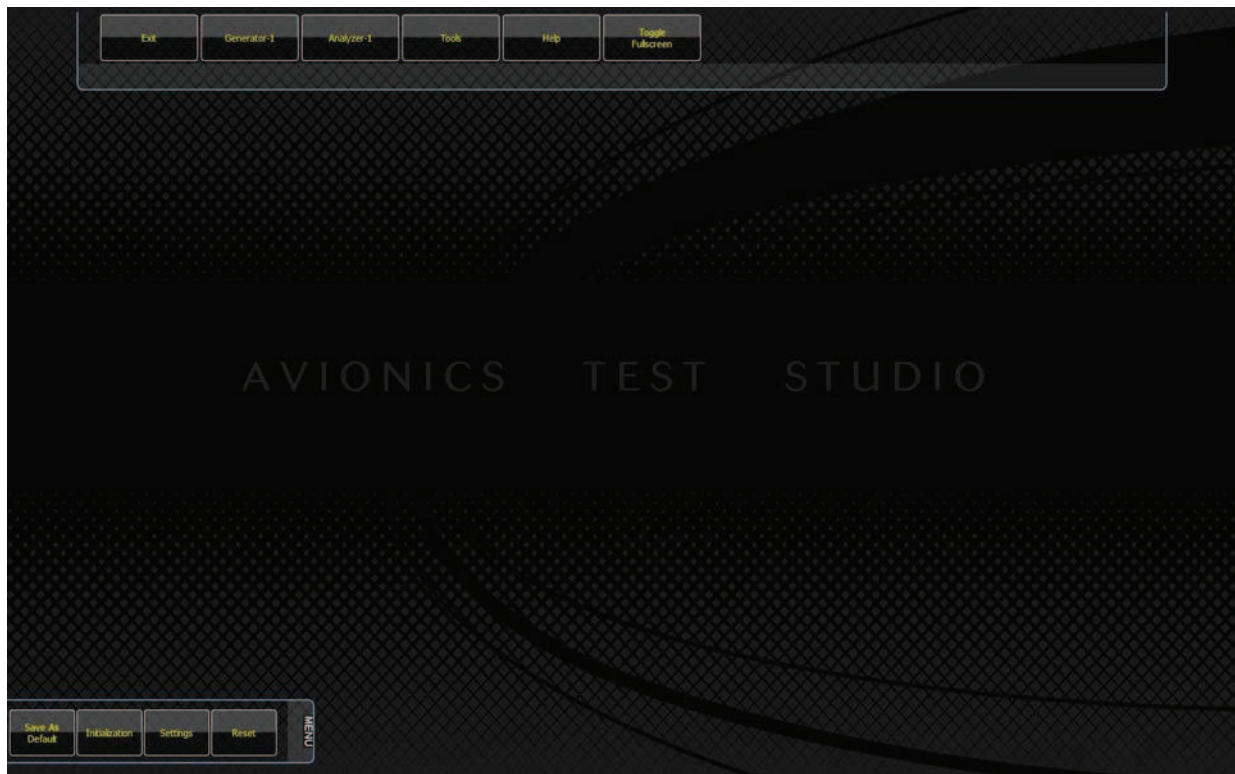 Exit
Generator-1
Analyzer-1
Tools
Help
Toggle
Fullscreen
AVIONICS TEST STUDIO
Save As
Default
Initialization
Settings
Reset
MENU